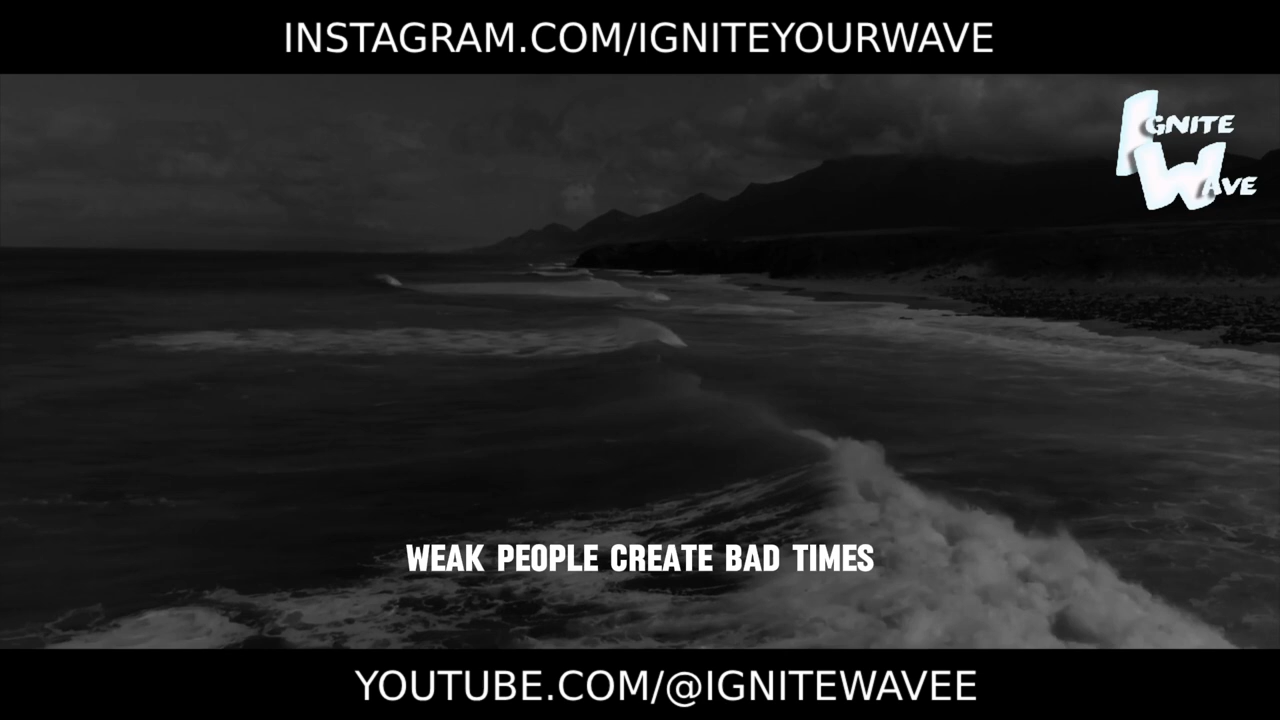 INSTAGRAM.COM/IGNITEYOURWAVE
IGNITE
WAVE
WEAK PEOPLE CREATE BAD TIMES
YOUTUBE.COM/@IGNITEWAVEE